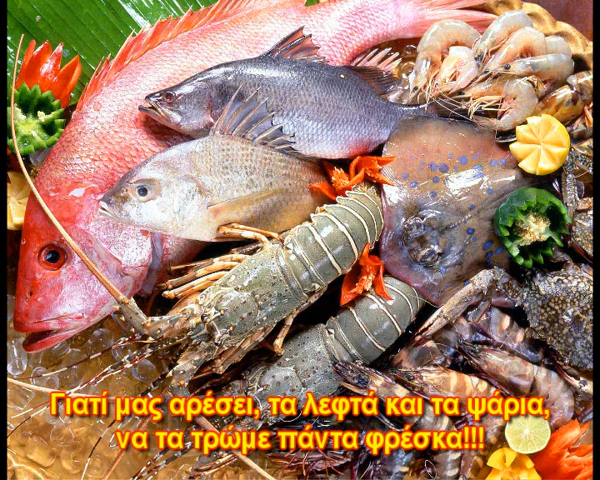 Γιατί μας αρέσει, τα λεφτά και τα ψάρια,
να τα τρώμε πάντα φρέσκα!!!